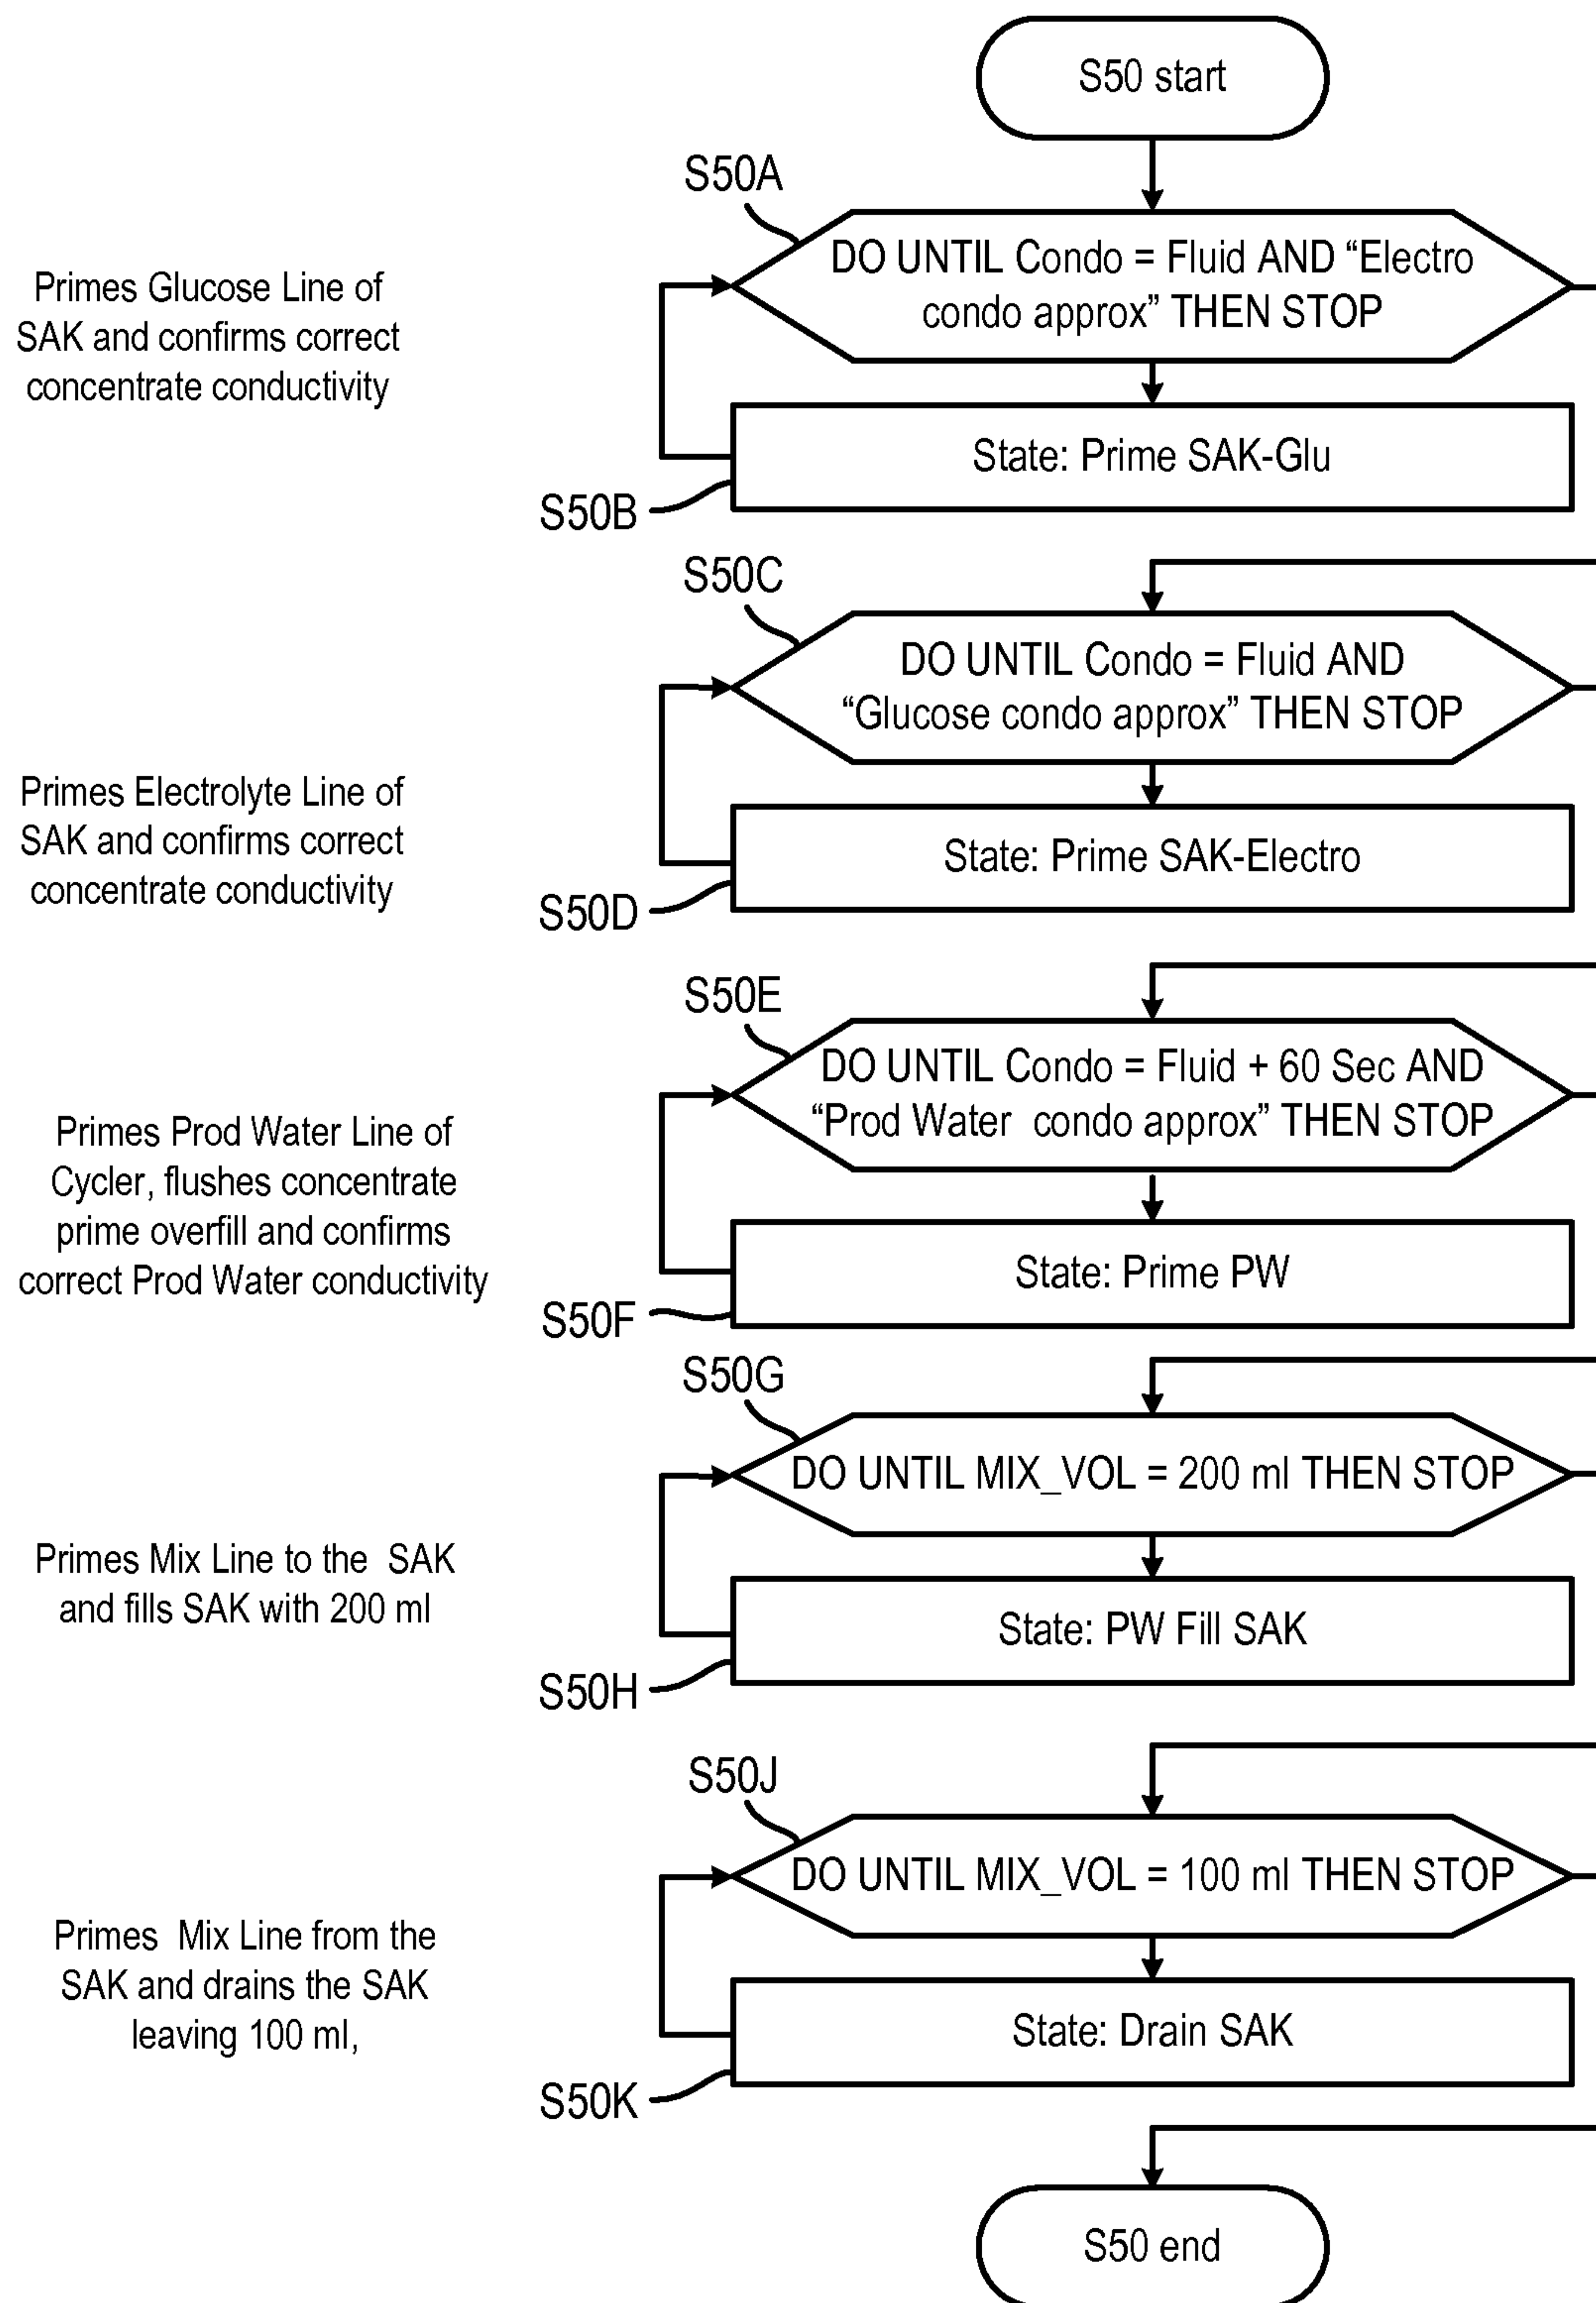 S50 start
S50A
Primes Glucose Line of
SAK and confirms correct
concentrate conductivity
DO UNTIL Condo = Fluid AND “Electro
condo approx” THEN STOP
State: Prime SAK-Glu
S50B
S50C
DO UNTIL Condo = Fluid AND
“Glucose condo approx” THEN STOP
Primes Electrolyte Line of
SAK and confirms correct
concentrate conductivity
State: Prime SAK-Electro
S50D
S50E
DO UNTIL Condo = Fluid + 60 Sec AND
“Prod Water condo approx” THEN STOP
Primes Prod Water Line of
Cycler, flushes concentrate
prime overfill and confirms
correct Prod Water conductivity
State: Prime PW
S50F
S50G
DO UNTIL MIX_VOL = 200 ml THEN STOP
Primes Mix Line to the SAK
and fills SAK with 200 ml
State: PW Fill SAK
S50H
S50J
DO UNTIL MIX_VOL = 100 ml THEN STOP
Primes Mix Line from the
SAK and drains the SAK
leaving 100 ml,
State: Drain SAK
S50K
S50 end